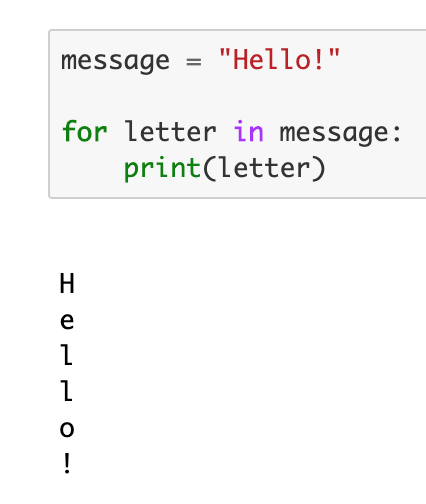 message = "Hello!"
for letter in message:
    print(letter)
H
e
l
l
o
!